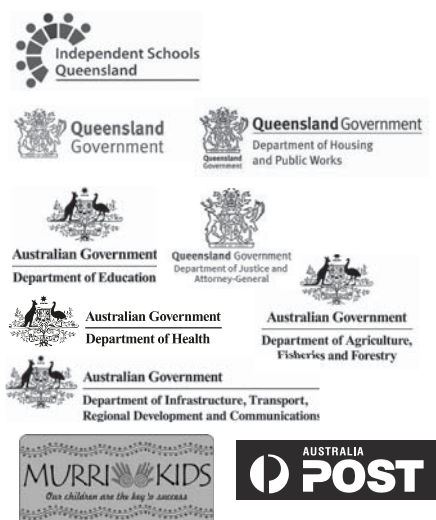 Independent Schools
Queensland
Queensland
Government
Queensland
Government
Queensland Government
Department of Housing
and Public Works
Australian Government
Department of Education
Queensland Government
Department of Justice and
Attorney-General
Australian Government
Department of Agriculture,
Fisheries and Forestry
Australian Government
Department of Health
Australian Government
Department of Infrastructure, Transport,
Regional Development and Communications
MURRI KIDS
Our children are the key to success
AUSTRALIA
POST